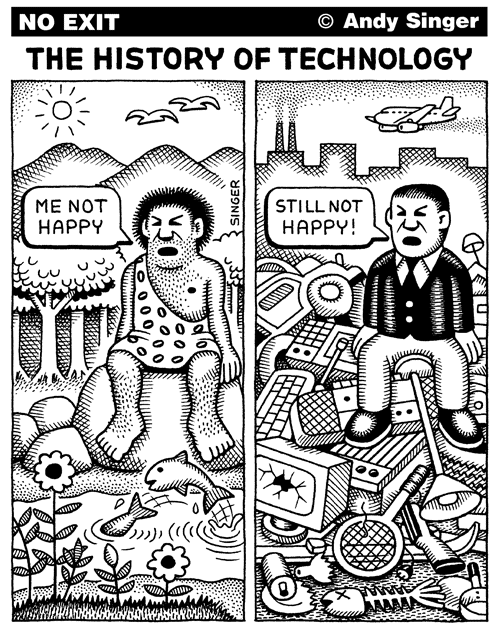 NO EXIT
© Andy Singer
THE HISTORY OF TECHNOLOGY
ME NOT
HAPPY
SINGER
STILL NOT
HAPPY!